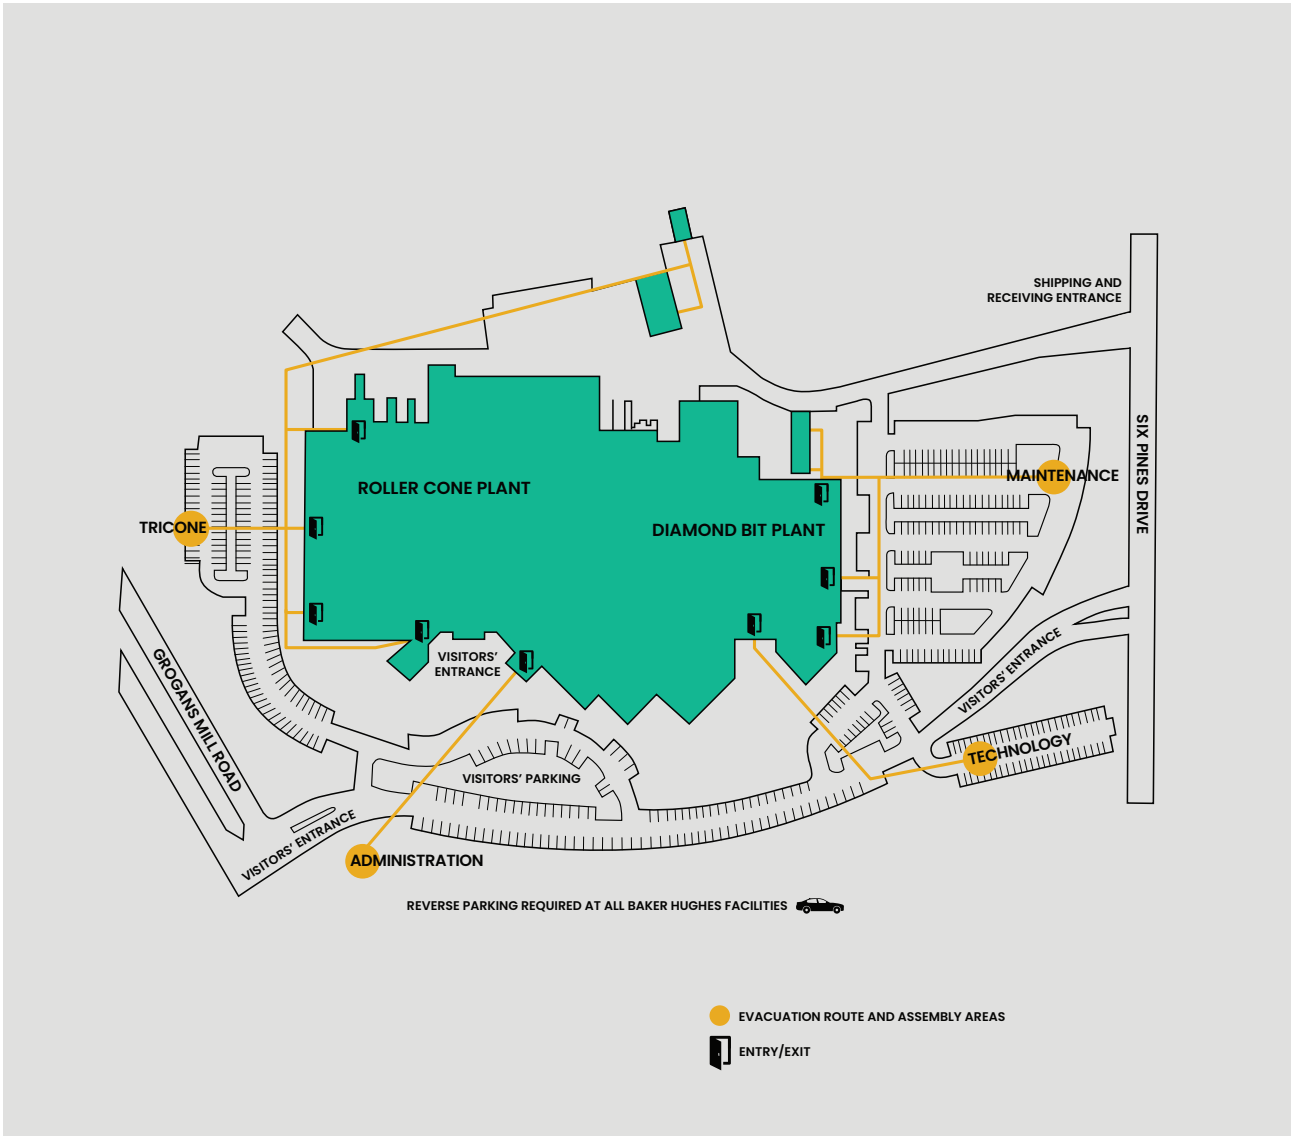 SHIPPING AND
RECEIVING ENTRANCE
SIX PINES DRIVE
MAINTENANCE
ROLLER CONE PLANT
TRICONE
DIAMOND BIT PLANT
VISITORS’
ENTRANCE
VISITORS’ ENTRANCE
GROGANS MILL ROAD
TECHNOLOGY
VISITORS’ PARKING
VISITORS’ ENTRANCE
ADMINISTRATION
REVERSE PARKING REQUIRED AT ALL BAKER HUGHES FACILITIES
EVACUATION ROUTE AND ASSEMBLY AREAS
ENTRY/EXIT